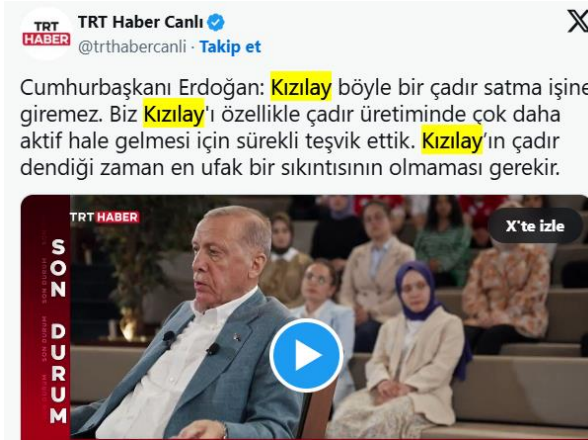 TRT HABER
TRT Haber Canlı
@trthabercanli · Takip et
Cumhurbaşkanı Erdoğan: Kızılay böyle bir çadır satma işine
giremez. Biz Kızılay'ı özellikle çadır üretiminde çok daha
aktif hale gelmesi için sürekli teşvik ettik. Kızılay’ın çadır
dendiği zaman en ufak bir sıkıntısının olmaması gerekir.
TRT HABER
X'te izle
SON DURUM